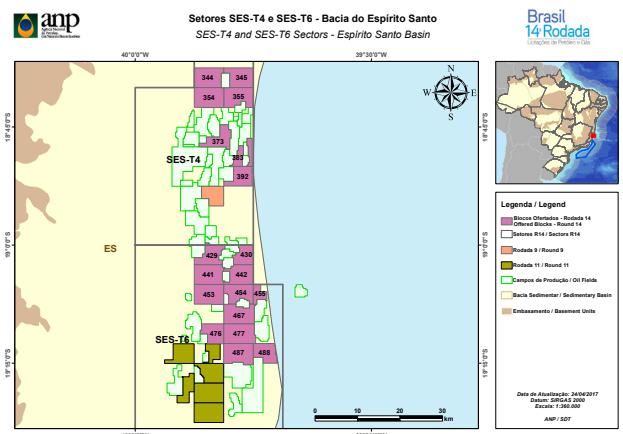 anp
Agência Nacional
do Petróleo,
Gás Natural e Biocombustíveis
Setores SES-T4 e SES-T6 - Bacia do Espírito Santo
SES-T4 and SES-T6 Sectors - Espírito Santo Basin
Brasil
14ª Rodada
Licitações de Petróleo e Gás
40°0'0"W
39°30'0"W
18°45'0"S
18°45'0"S
19°0'0"S
19°0'0"S
19°15'0"S
19°15'0"S
N
W
E
S
344
345
354
355
373
383
392
SES-T4
ES
429
430
441
442
453
454
455
467
476
477
SES-T6
487
488
0
10
20
30
km
Legenda / Legend
Blocos Ofertados - Rodada 14
Offered Blocks - Round 14
Setores R14 / Sectors R14
Rodada 9 / Round 9
Rodada 11 / Round 11
Campos de Produção / Oil Fields
Bacia Sedimentar / Sedimentary Basin
Embasamento / Basement Units
Data de Atualização: 24/04/2017
Datum: SIRGAS 2000
Escala: 1:360.000
ANP / SDT